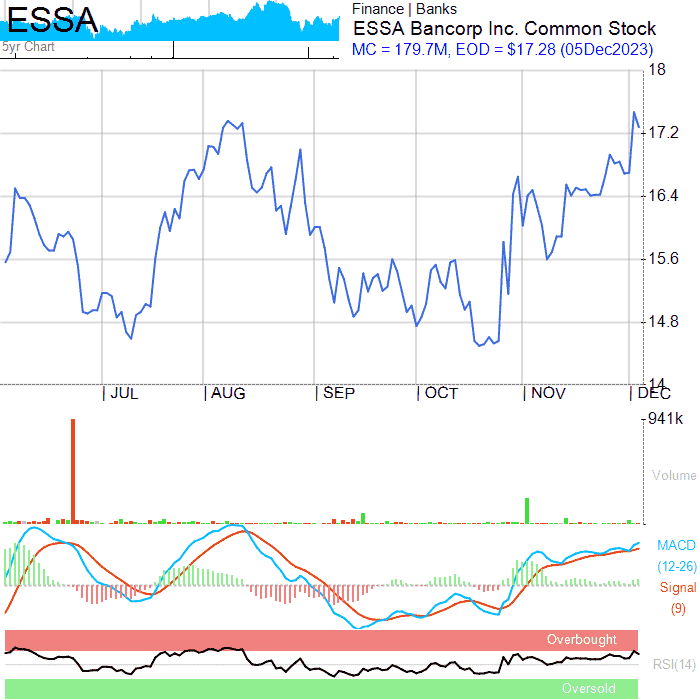 ESSA
5yr Chart
Finance | Banks
ESSA Bancorp Inc. Common Stock
MC = 179.7M, EOD = $17.28 (05Dec2023)
18
17.2
16.4
15.6
14.8
14
| JUL | AUG | SEP | OCT | NOV | DEC
941k
Volume
MACD
(12-26)
Signal
(9)
Overbought
RSI(14)
Oversold